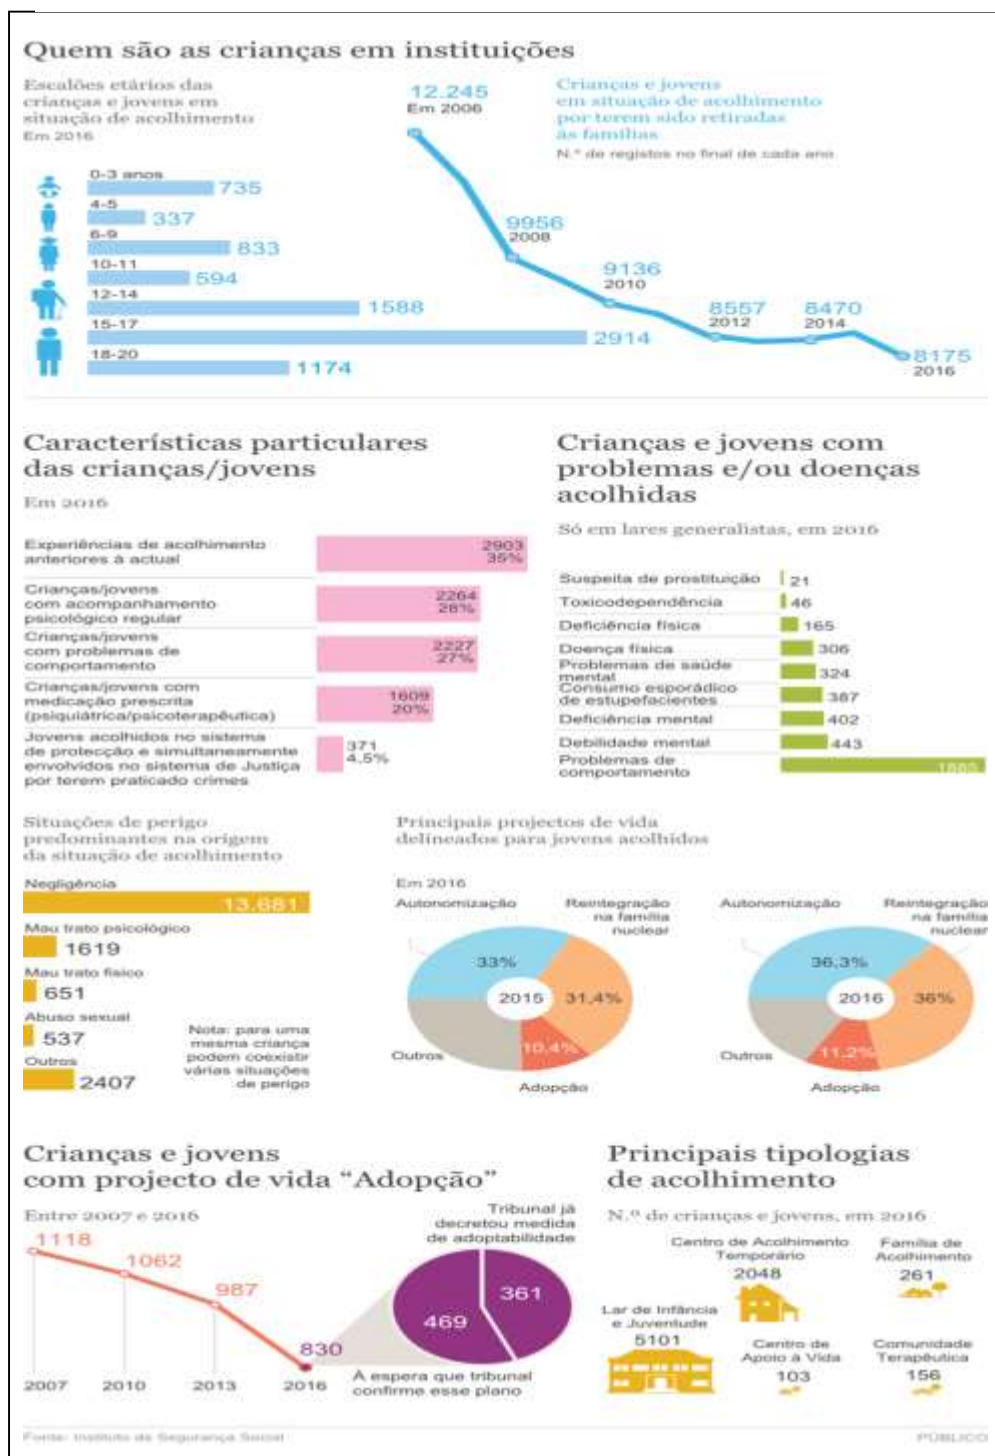 Quem são as crianças em instituições
Escalões etários das
crianças e jovens em
situação de acolhimento
Em 2016
0-3 anos
735
4-5
337
6-9
833
10-11
594
12-14
1588
15-17
2914
18-20
1174
Crianças e jovens
em situação de acolhimento
por terem sido retiradas
às famílias
N.º de registos no final de cada ano
12.245
Em 2006
9956
2008
9136
2010
8557
2012
8470
2014
8175
2016
Características particulares
das crianças/jovens
Em 2016
Experiências de acolhimento
anteriores à actual
2903
35%
Crianças/jovens
com acompanhamento
psicológico regular
2264
28%
Crianças/jovens
com problemas de
comportamento
2227
27%
Crianças/jovens com
medicação prescrita
(psiquiátrica/psicoterapêutica)
1609
20%
Jovens acolhidos no sistema
de protecção e simultaneamente
envolvidos no sistema de Justiça
por terem praticado crimes
371
4,5%
Crianças e jovens com
problemas e/ou doenças
acolhidas
Só em lares generalistas, em 2016
Suspeita de prostituição
21
Toxicodependência
46
Deficiência física
165
Doença física
306
Problemas de saúde
mental
324
Consumo esporádico
de estupefacientes
387
Deficiência mental
402
Debilidade mental
443
Problemas de
comportamento
Situações de perigo
predominantes na origem
da situação de acolhimento
Negligência
13.681
Mau trato psicológico
1619
Mau trato físico
651
Abuso sexual
537
Outros
2407
Nota: para uma
mesma criança
podem coexistir
várias situações
de perigo
Principais projectos de vida
delineados para jovens acolhidos
Em 2016
Autonomização
Reintegração
na família
nuclear
33%
2015
31,4%
10,4%
Outros
Adopção
Autonomização
Reintegração
na família
nuclear
36,3%
2016
36%
11,2%
Outros
Adopção
Crianças e jovens
com projecto de vida “Adopção”
Entre 2007 e 2016
1118
1062
987
830
2007
2010
2013
2016
Tribunal já
decretou medida
de adoptabilidade
361
469
À espera que tribunal
confirme esse plano
Principais tipologias
de acolhimento
N.º de crianças e jovens, em 2016
Centro de Acolhimento
Temporário
2048
Família de
Acolhimento
261
Lar de Infância
e Juventude
5101
Centro de
Apoio à Vida
103
Comunidade
Terapêutica
156
Fonte: Instituto da Segurança Social
PÚBLICO